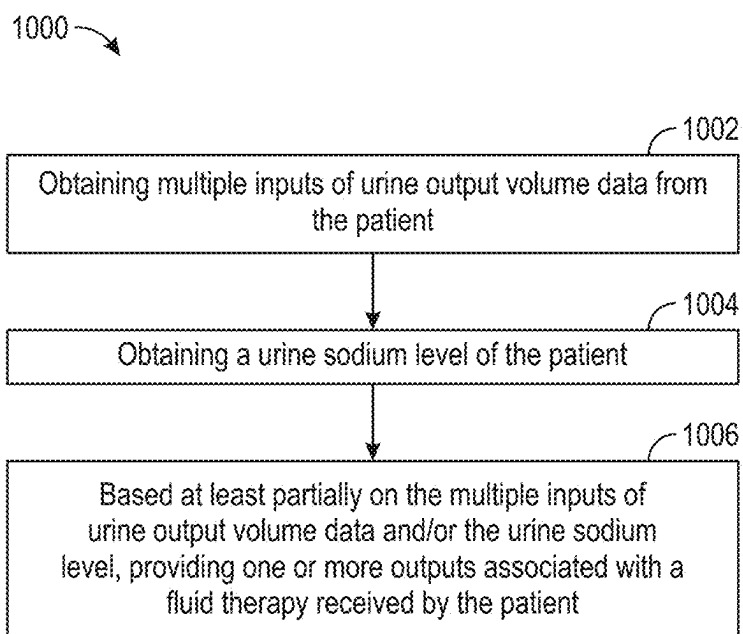 1000
1002
Obtaining multiple inputs of urine output volume data from
the patient
1004
Obtaining a urine sodium level of the patient
1006
Based at least partially on the multiple inputs of
urine output volume data and/or the urine sodium
level, providing one or more outputs associated with a
fluid therapy received by the patient